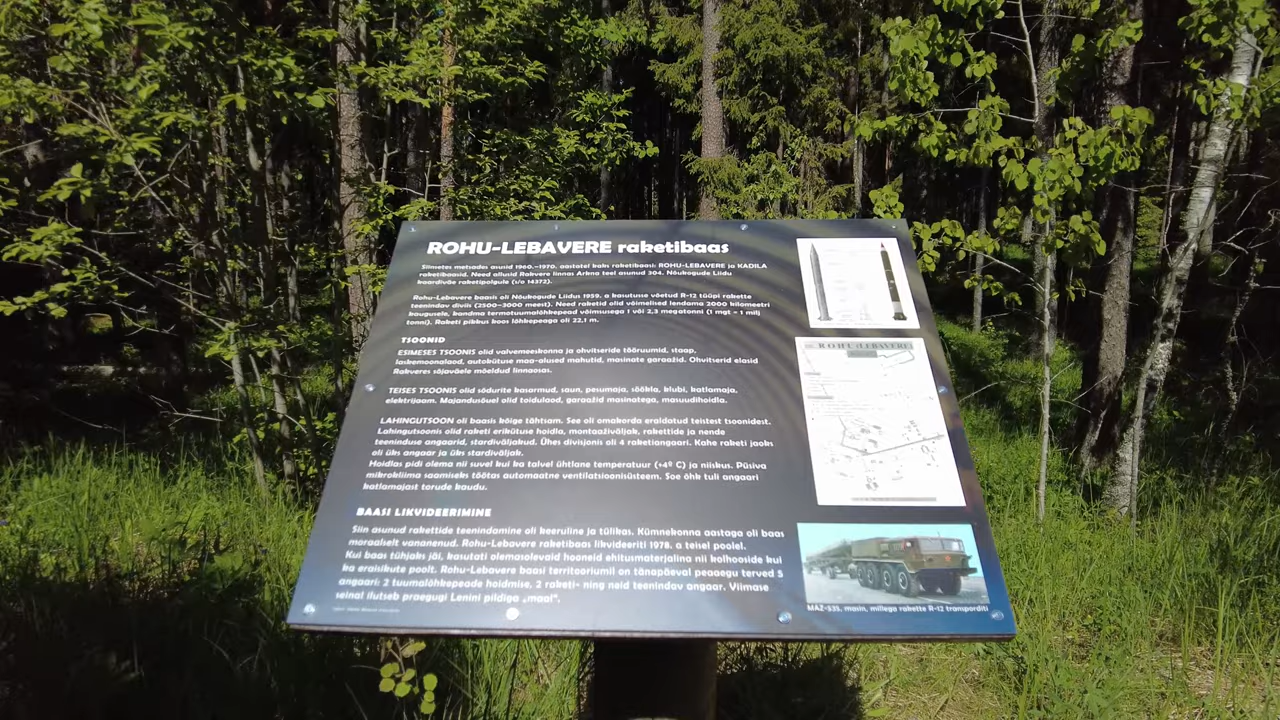 ROHU-LEBAVERE raketibaas
Siinsetes metsades asusid 1960.–1970. aastatel kaks raketibaasi: ROHU-LEBAVERE ja KADILA
raketibaasid. Need allusid Rakvere linnas Arkna teel asunud 304. Nõukogude Liidu
kaardiväe raketipolgule (v/o 14372).
Rohu-Lebavere baasis oli Nõukogude Liidus 1959. a kasutusse võetud R-12 tüüpi rakette
teenindav divis (2500–3000 meest). Need raketid olid võimelised lendama 2000 kilomeetri
kaugusele, kandma termotuumalõhkepead võimsusega 1 või 2,3 megatonni (1 mgt = 1 milj
tonni). Raketi pikkus koos lõhkepeaga oli 22,1 m.
TSOONID
ESIMESES TSOONIS olid valvemeeskonna ja ohvitseride tööruumid, staap,
laskemoonalaod, autokütuse maa-alused mahutid, masinate garaažid. Ohvitserid elasid
Rakveres sõjaväele mõeldud linnaosas.
TEISES TSOONIS olid sõdurite kasarmud, saun, pesumaja, söökla, klubi, katlamaja,
elektrijaam. Majandusõuel olid toidulaod, garaažid masinatega, masuudihoidla.
LAHINGUTSOON oli baasis kõige tähtsam. See oli omakorda eraldatud teistest tsoonidest.
Lahingutsoonis olid raketi erikütuse hoidla, montaaživäljak, rakettide ja nende
teeninduse angaarid, stardiväljakud. Ühes divisjonis oli 4 raketiangaari. Kahe raketi jaoks
oli üks angaar ja üks stardiväljak.
Hoidlas pidi olema nii suvel kui ka talvel ühtlane temperatuur (+4º C) ja niiskus. Püsiva
mikrokliima saamiseks töötas automaatne ventilatsioonisüsteem. Soe õhk tuli angaari
katlamajast torude kaudu.
BAASI LIKVIDEERIMINE
Siin asunud rakettide teenindamine oli keeruline ja tülikas. Kümnekonna aastaga oli baas
moraalselt vananenud. Rohu-Lebavere raketibaas likvideeriti 1978. a teisel poolel.
Kui baas tühjaks jäi, kasutati olemasolevaid hooneid ehitusmaterjalina nii kolhooside kui
ka eraisikute poolt. Rohu-Lebavere baasi territooriumil on tänapäeval peaaegu terved 5
angaari: 2 tuumalõhkepeade hoidmise, 2 raketi- ning neid teenindav angaar. Viimase
seinal ilutseb praegugi Lenini pildiga „maal".
ROHU (LEBAVERE)
MAZ-535, masin, millega rakette R-12 transporditi